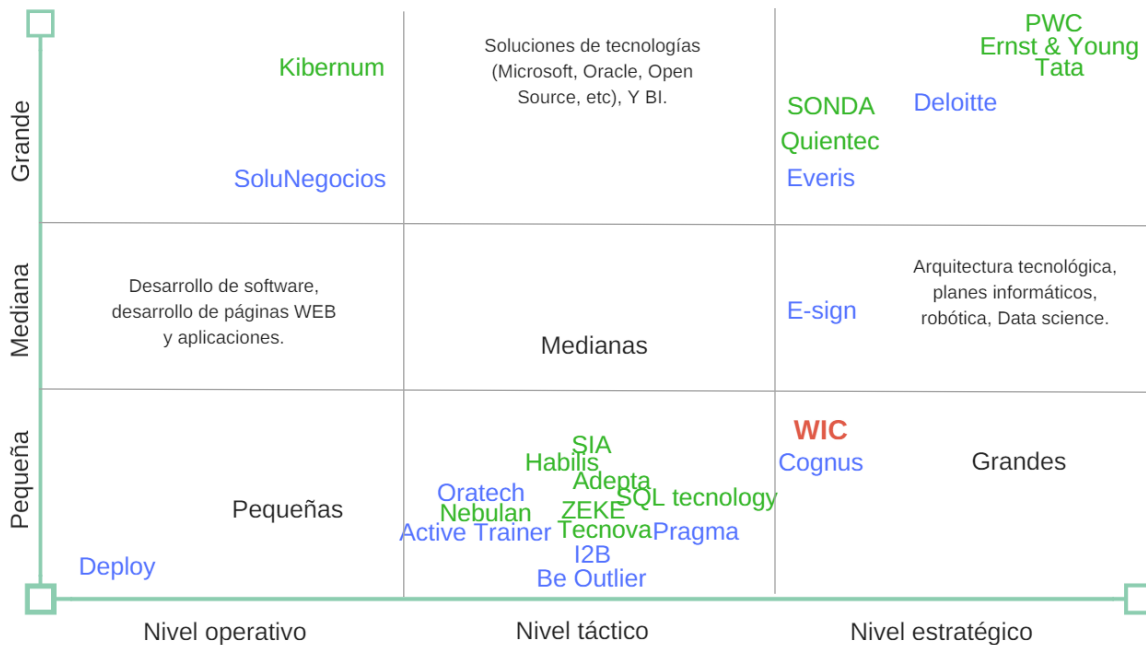 Grande
Kibernum
SoluNegocios
Soluciones de tecnologías
(Microsoft, Oracle, Open
Source, etc), Y BI.
PWC
Ernst & Young
Tata
Deloitte
SONDA
Quientec
Everis
Mediana
Desarrollo de software,
desarrollo de páginas WEB
y aplicaciones.
Medianas
E-sign
Arquitectura tecnológica,
planes informáticos,
robótica, Data science.
Pequeña
Pequeñas
Deploy
SIA
Habilis
Adepta
Oratech
SQL tecnology
Nebulan
ZEKE
Active Trainer
Tecnova
Pragma
I2B
Be Outlier
WIC
Cognus
Grandes
Nivel operativo
Nivel táctico
Nivel estratégico